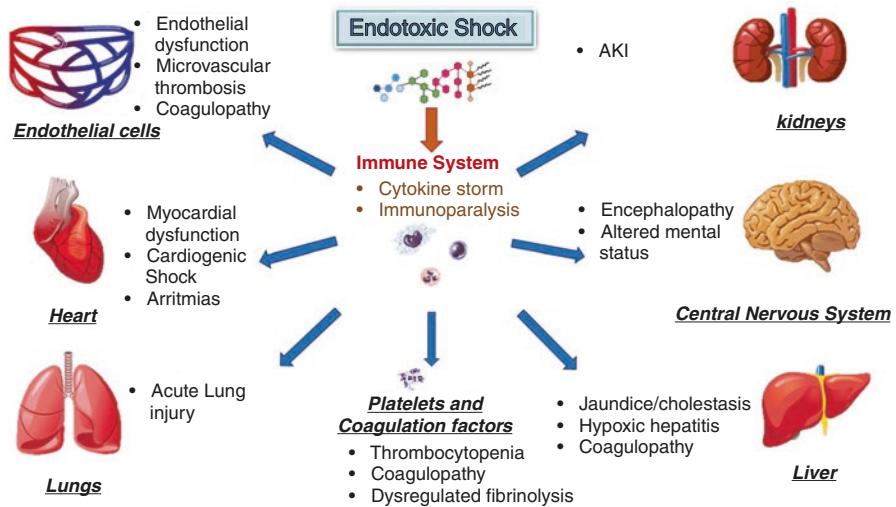 Endotoxic Shock
• Endothelial
dysfunction
• Microvascular
thrombosis
• Coagulopathy
Endothelial cells
• AKI
kidneys
Immune System
• Cytokine storm
• Immunoparalysis
• Myocardial
dysfunction
• Cardiogenic
Shock
• Arritmias
Heart
• Encephalopathy
• Altered mental
status
Central Nervous System
• Acute Lung
injury
Lungs
Platelets and
Coagulation factors
• Thrombocytopenia
• Coagulopathy
• Dysregulated fibrinolysis
• Jaundice/cholestasis
• Hypoxic hepatitis
• Coagulopathy
Liver